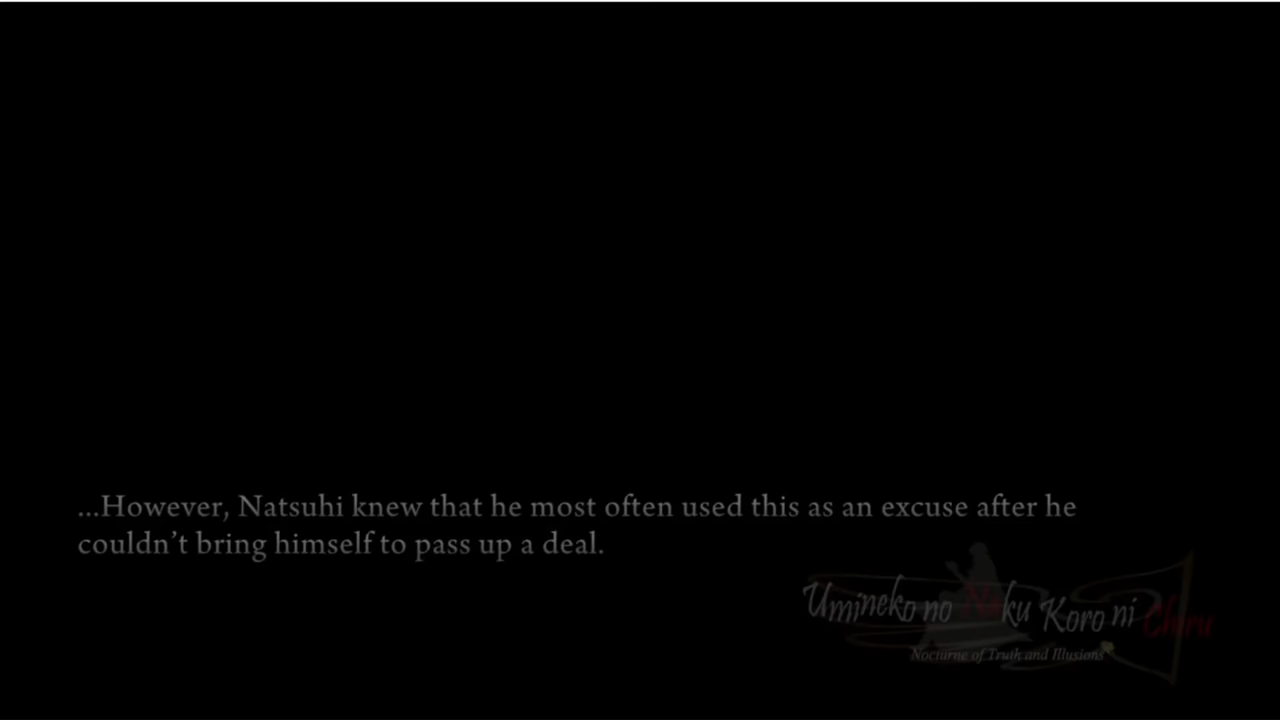 ...However, Natsuhi knew that he most often used this as an excuse after he
couldn't bring himself to pass up a deal.
Umineko no Naku Koro ni Chiru
Nocturne of Truth and Illusions